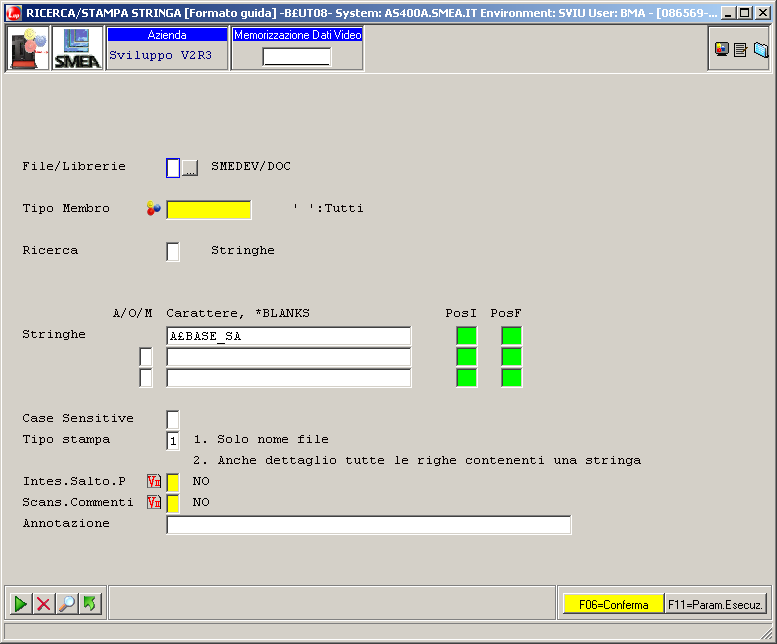 RICERCA/STAMPA STRINGA [Formato guida] -B£UT08- System: AS400A.SMEA.IT Environment: SVIU User: BMA - [086569-...
SMEA
Azienda
Sviluppo V2R3
Memorizzazione Dati Video
File/Librerie ... SMEDEV/DOC
Tipo Membro ' ':Tutti
Ricerca Stringhe
A/O/M Carattere, *BLANKS PosI PosF
Stringhe A£BASE_SA
Case Sensitive
Tipo stampa 1 1. Solo nome file
2. Anche dettaglio tutte le righe contenenti una stringa
Intes.Salto.P NO
Scans.Commenti NO
Annotazione
F06=Conferma F11=Param.Esecuz.